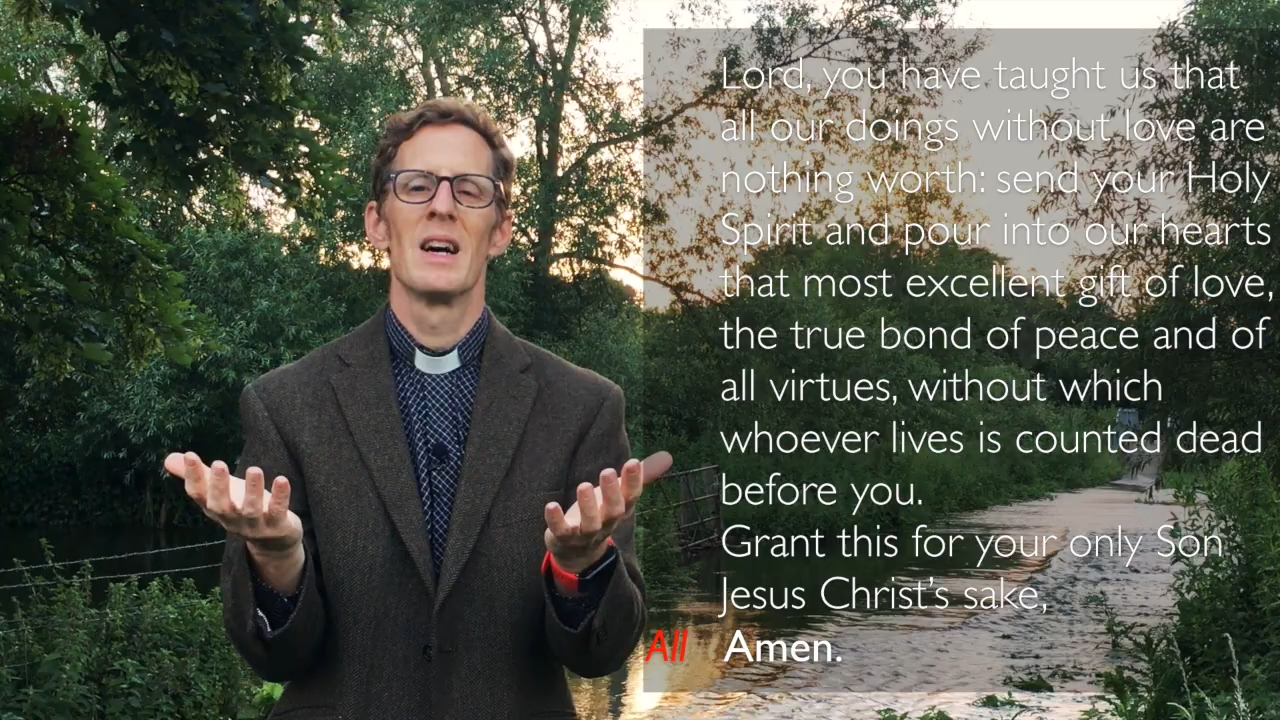 Lord, you have taught us that
all our doings without love are
nothing worth: send your Holy
Spirit and pour into our hearts
that most excellent gift of love,
the true bond of peace and of
all virtues, without which
whoever lives is counted dead
before you.
Grant this for your only Son
Jesus Christ's sake,
All Amen.